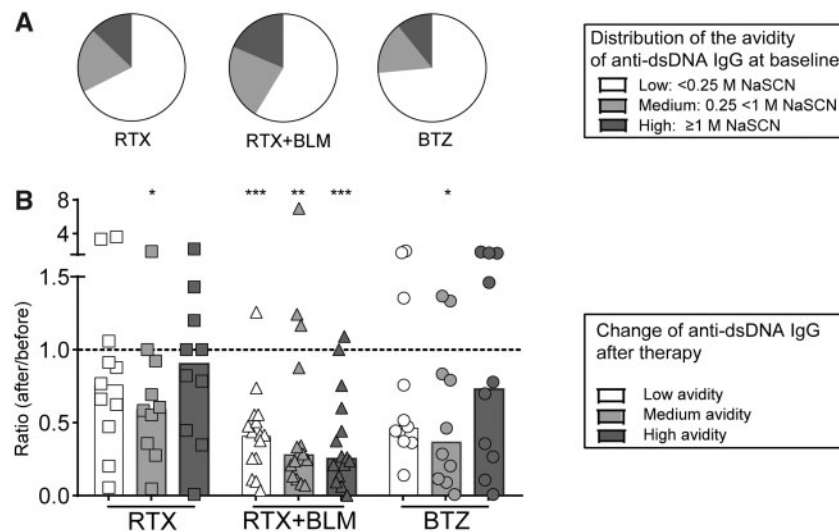 A
RTX
RTX+BLM
BTZ
Distribution of the avidity
of anti-dsDNA IgG at baseline
Low: <0.25 M NaSCN
Medium: 0.25 <1 M NaSCN
High: ≥1 M NaSCN
B
* *** ** *** *
8
4
1.5
1.0
0.5
0.0
Ratio (after/before)
RTX
RTX+BLM
BTZ
Change of anti-dsDNA IgG
after therapy
Low avidity
Medium avidity
High avidity